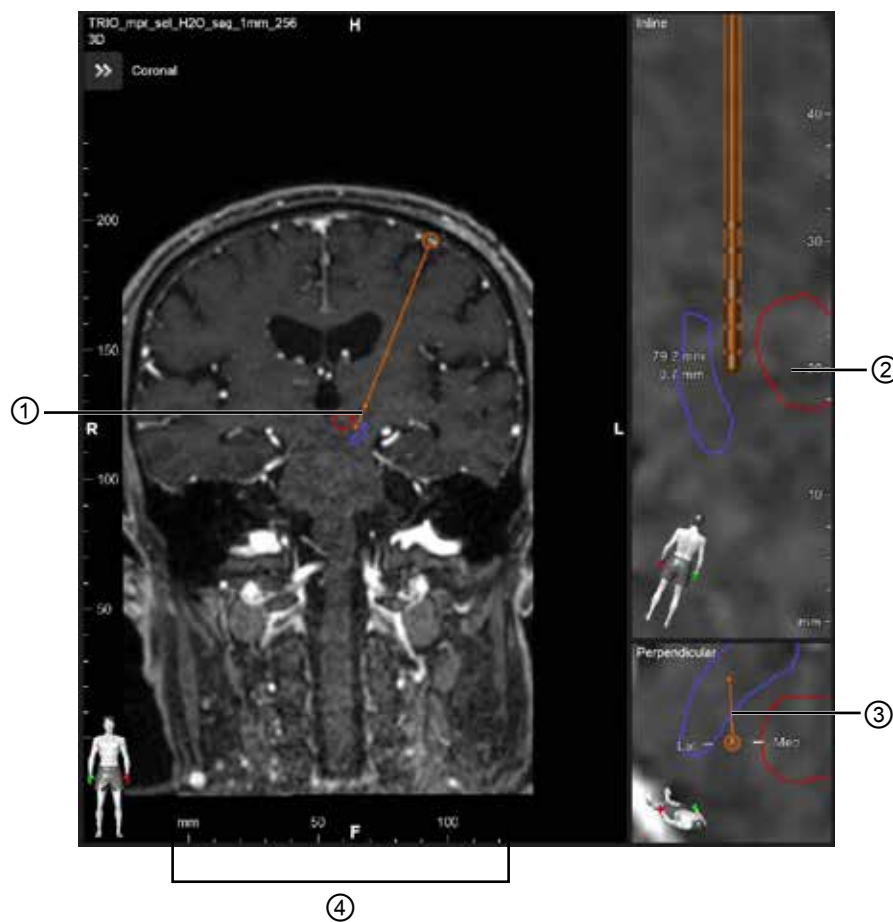 TRIO_mpr_sel_H2O_sag_1mm_256
3D
H
Inline
Coronal
40
200
30
150
79.2 mm
0.7 mm
20
②
①
R
L
100
10
50
mm
Perpendicular
③
Lat
Med
mm
50
100
F
④